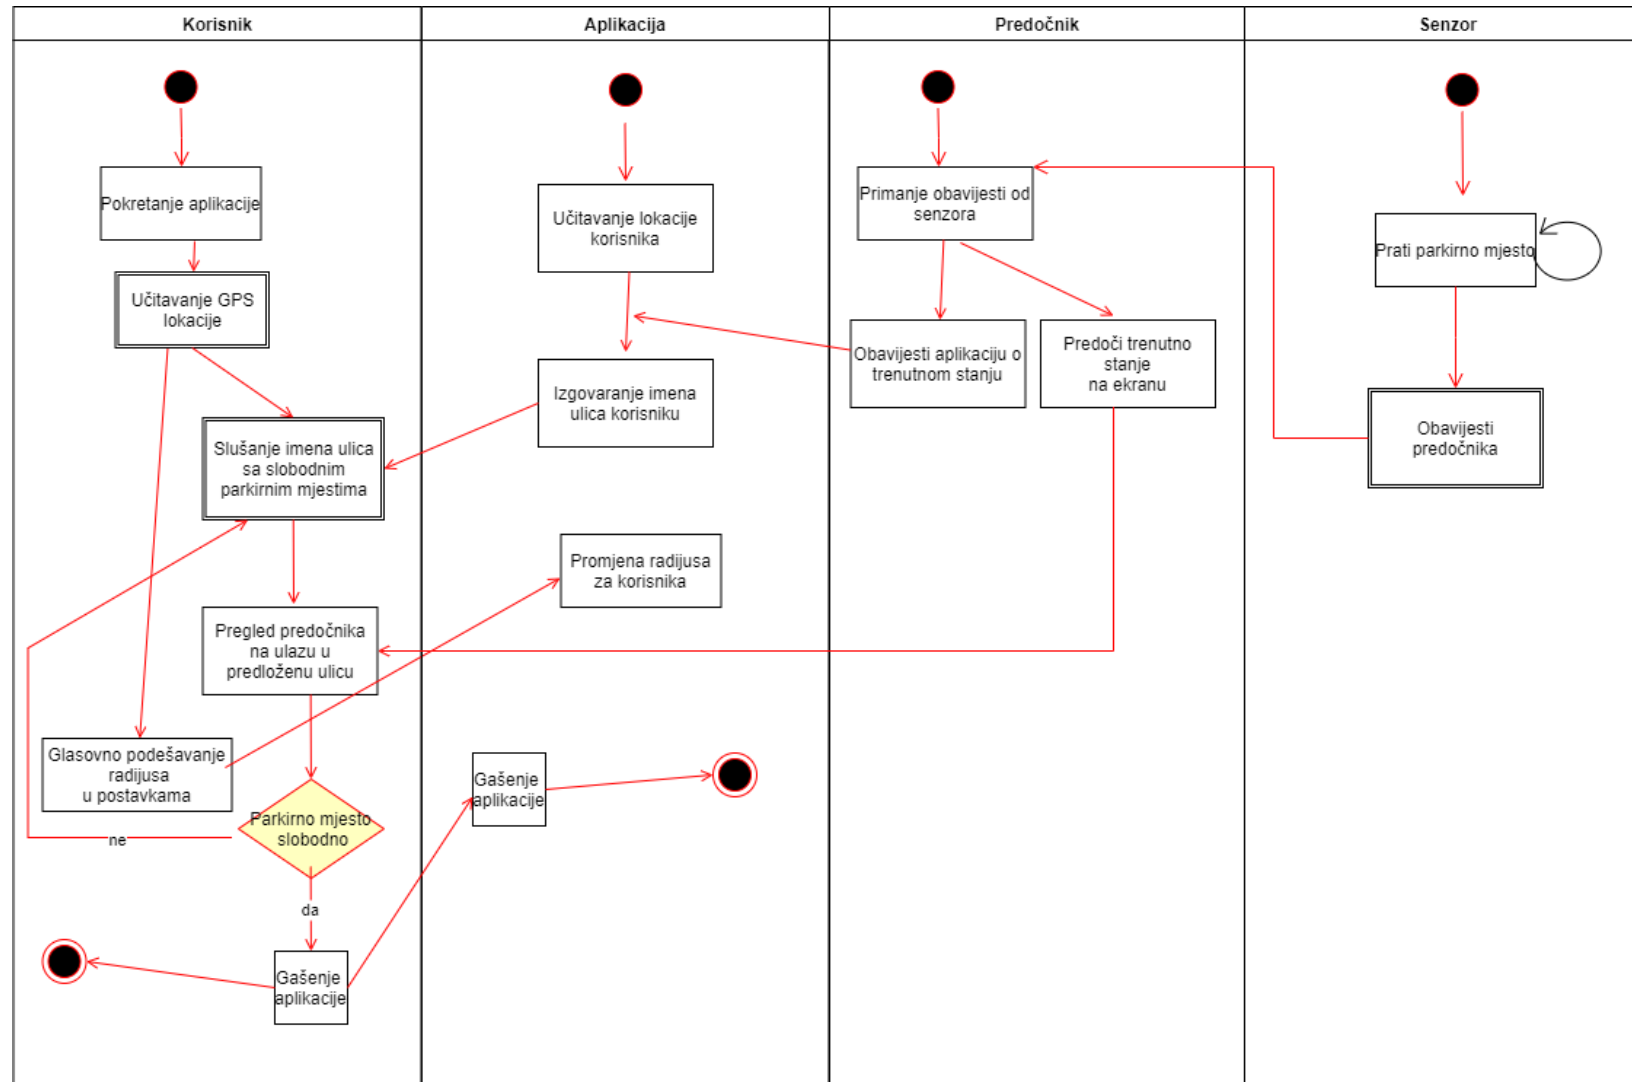 Korisnik
Aplikacija
Predočnik
Senzor
Pokretanje aplikacije
Učitavanje GPS
lokacije
Slušanje imena ulica
sa slobodnim
parkirnim mjestima
Pregled predočnika
na ulazu u
predloženu ulicu
Glasovno podešavanje
radijusa
u postavkama
Parkirno mjesto
slobodno
ne
da
Gašenje
aplikacije
Učitavanje lokacije
korisnika
Izgovaranje imena
ulica korisniku
Promjena radijusa
za korisnika
Gašenje
aplikacije
Primanje obavijesti od
senzora
Obavijesti aplikaciju o
trenutnom stanju
Predoči trenutno
stanje
na ekranu
Prati parkirno mjesto
Obavijesti
predočnika